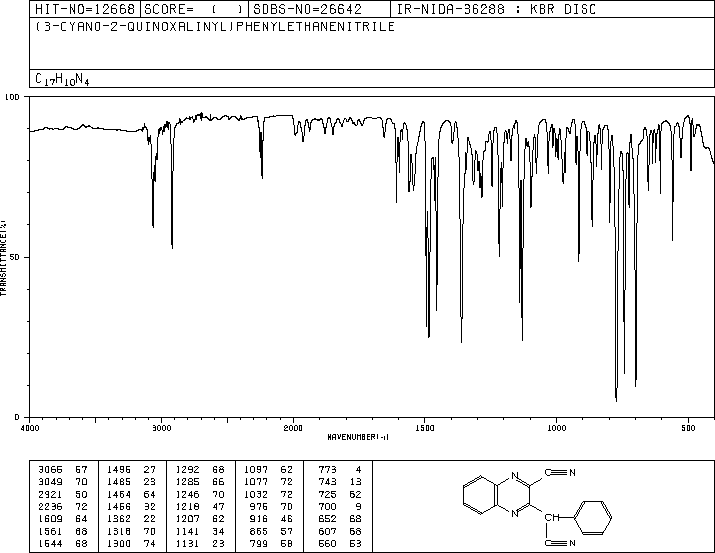 HIT-NO=12668 SCORE= ( ) SDBS-NO=26642 IR-NIDA-36288 : KBR DISC
(3-CYANO-2-QUINOXALINYL)PHENYLETHANENITRILE
C17H10N4
100
50
0
TRANSMITTANCE(%)
4000 3000 2000 1500 1000 500
WAVENUMBER(-1)
3066 57 1496 27 1292 68 1097 62 773 4
3049 70 1485 23 1285 66 1077 72 743 13
2921 50 1464 64 1246 70 1032 72 725 62
2236 72 1456 32 1218 47 976 70 700 9
1609 64 1362 22 1207 62 916 46 652 68
1561 68 1318 70 1141 34 865 57 607 68
1544 68 1300 74 1131 23 799 58 560 53
N C N
N CH
C N